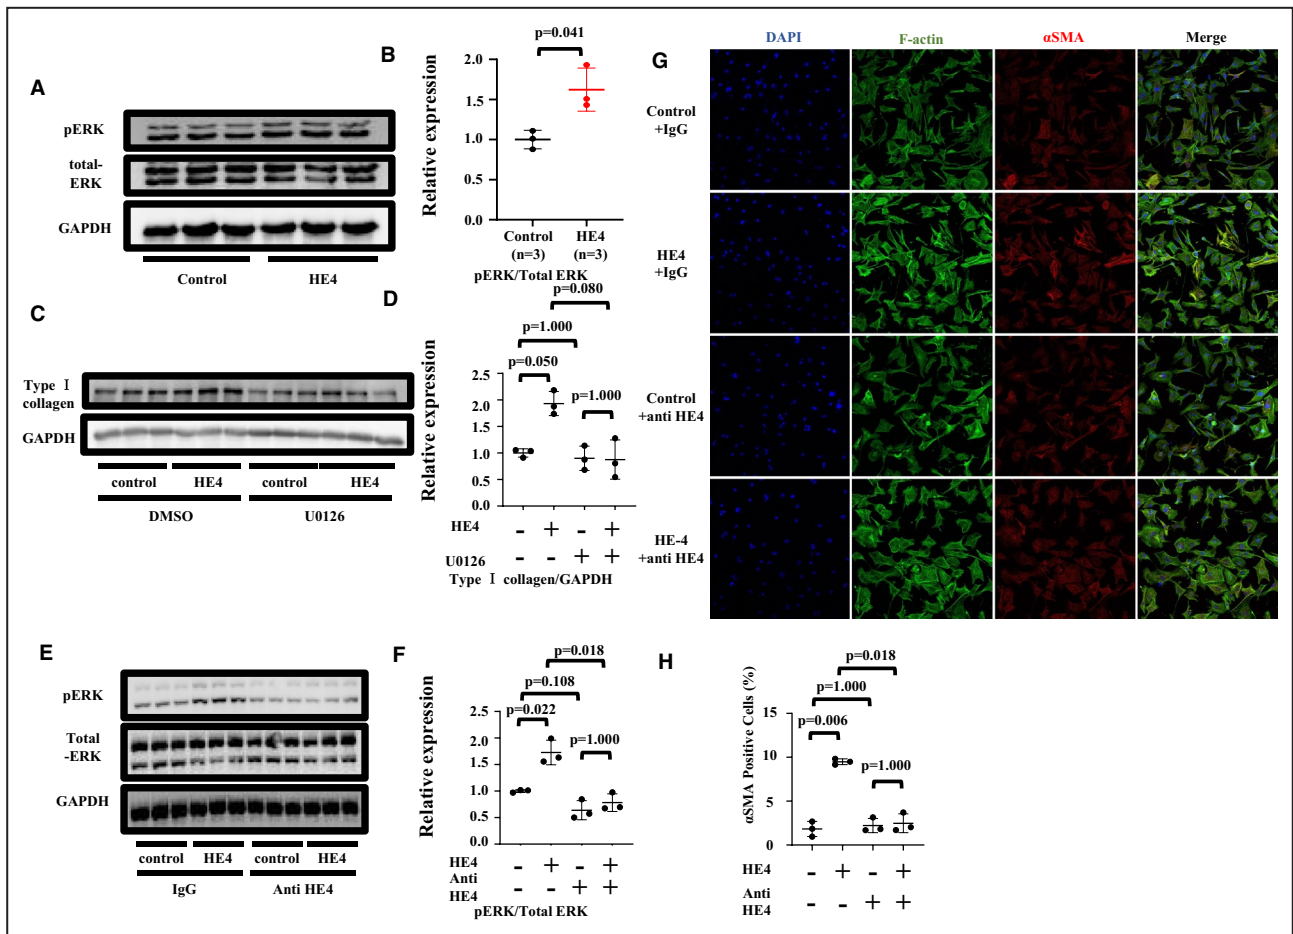 A
pERK
total-
ERK
GAPDH
Control
HE4
B
p=0.041
Relative expression
2.0
1.5
1.0
0.0
Control
(n=3)
HE4
(n=3)
pERK/Total ERK
C
Type Ⅰ
collagen
GAPDH
control
HE4
control
HE4
DMSO
U0126
D
p=0.080
p=1.000
p=0.050
p=1.000
Relative expression
2.5
2.0
1.5
1.0
0.5
0.0
HE4
- + - +
U0126
- - + +
Type Ⅰ collagen/GAPDH
E
pERK
Total
-ERK
GAPDH
control
HE4
control
HE4
IgG
Anti HE4
F
p=0.018
p=0.108
p=0.022
p=1.000
Relative expression
2.5
2.0
1.5
1.0
0.5
0.0
HE4
- + - +
Anti
HE4
- - + +
pERK/Total ERK
G
DAPI
F-actin
αSMA
Merge
Control
+IgG
HE4
+IgG
Control
+anti HE4
HE-4
+anti HE4
H
p=0.018
p=1.000
p=0.006
p=1.000
αSMA Positive Cells (%)
15
10
5
0
HE4
- + - +
Anti
HE4
- - + +